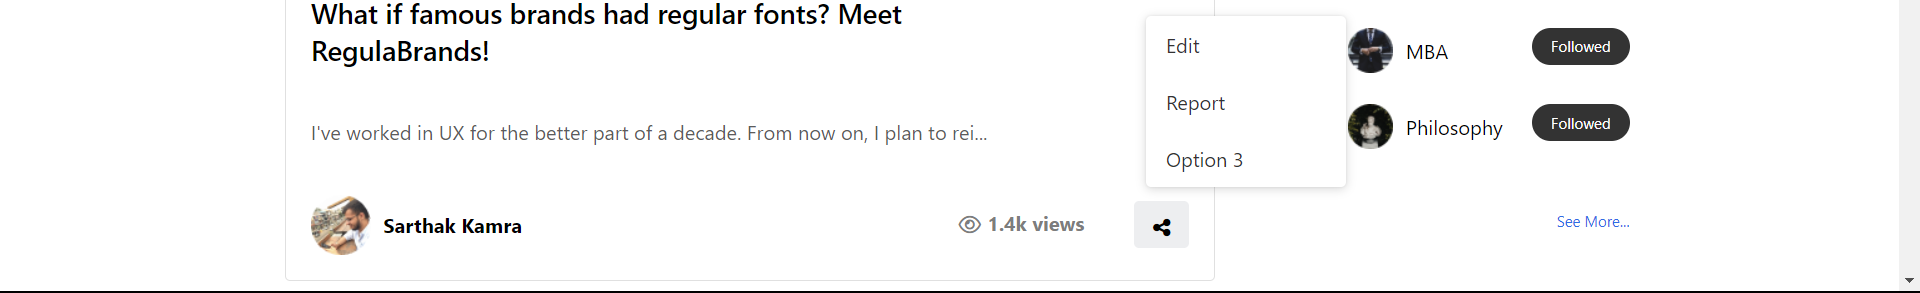 What if famous brands had regular fonts? Meet
RegulaBrands!
I've worked in UX for the better part of a decade. From now on, I plan to rei...
Sarthak Kamra
1.4k views
Edit
Report
Option 3
MBA
Followed
Philosophy
Followed
See More...